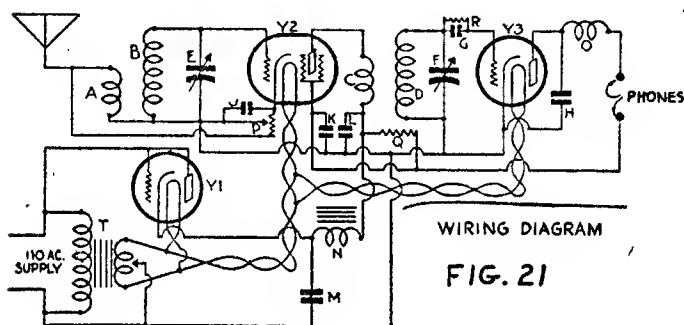 A
B
E
J
P
Y2
K
L
C
D
F
R
G
Y3
O
H
PHONES
Q
Y1
T
110 AC.
SUPPLY
N
M
WIRING DIAGRAM
FIG. 21